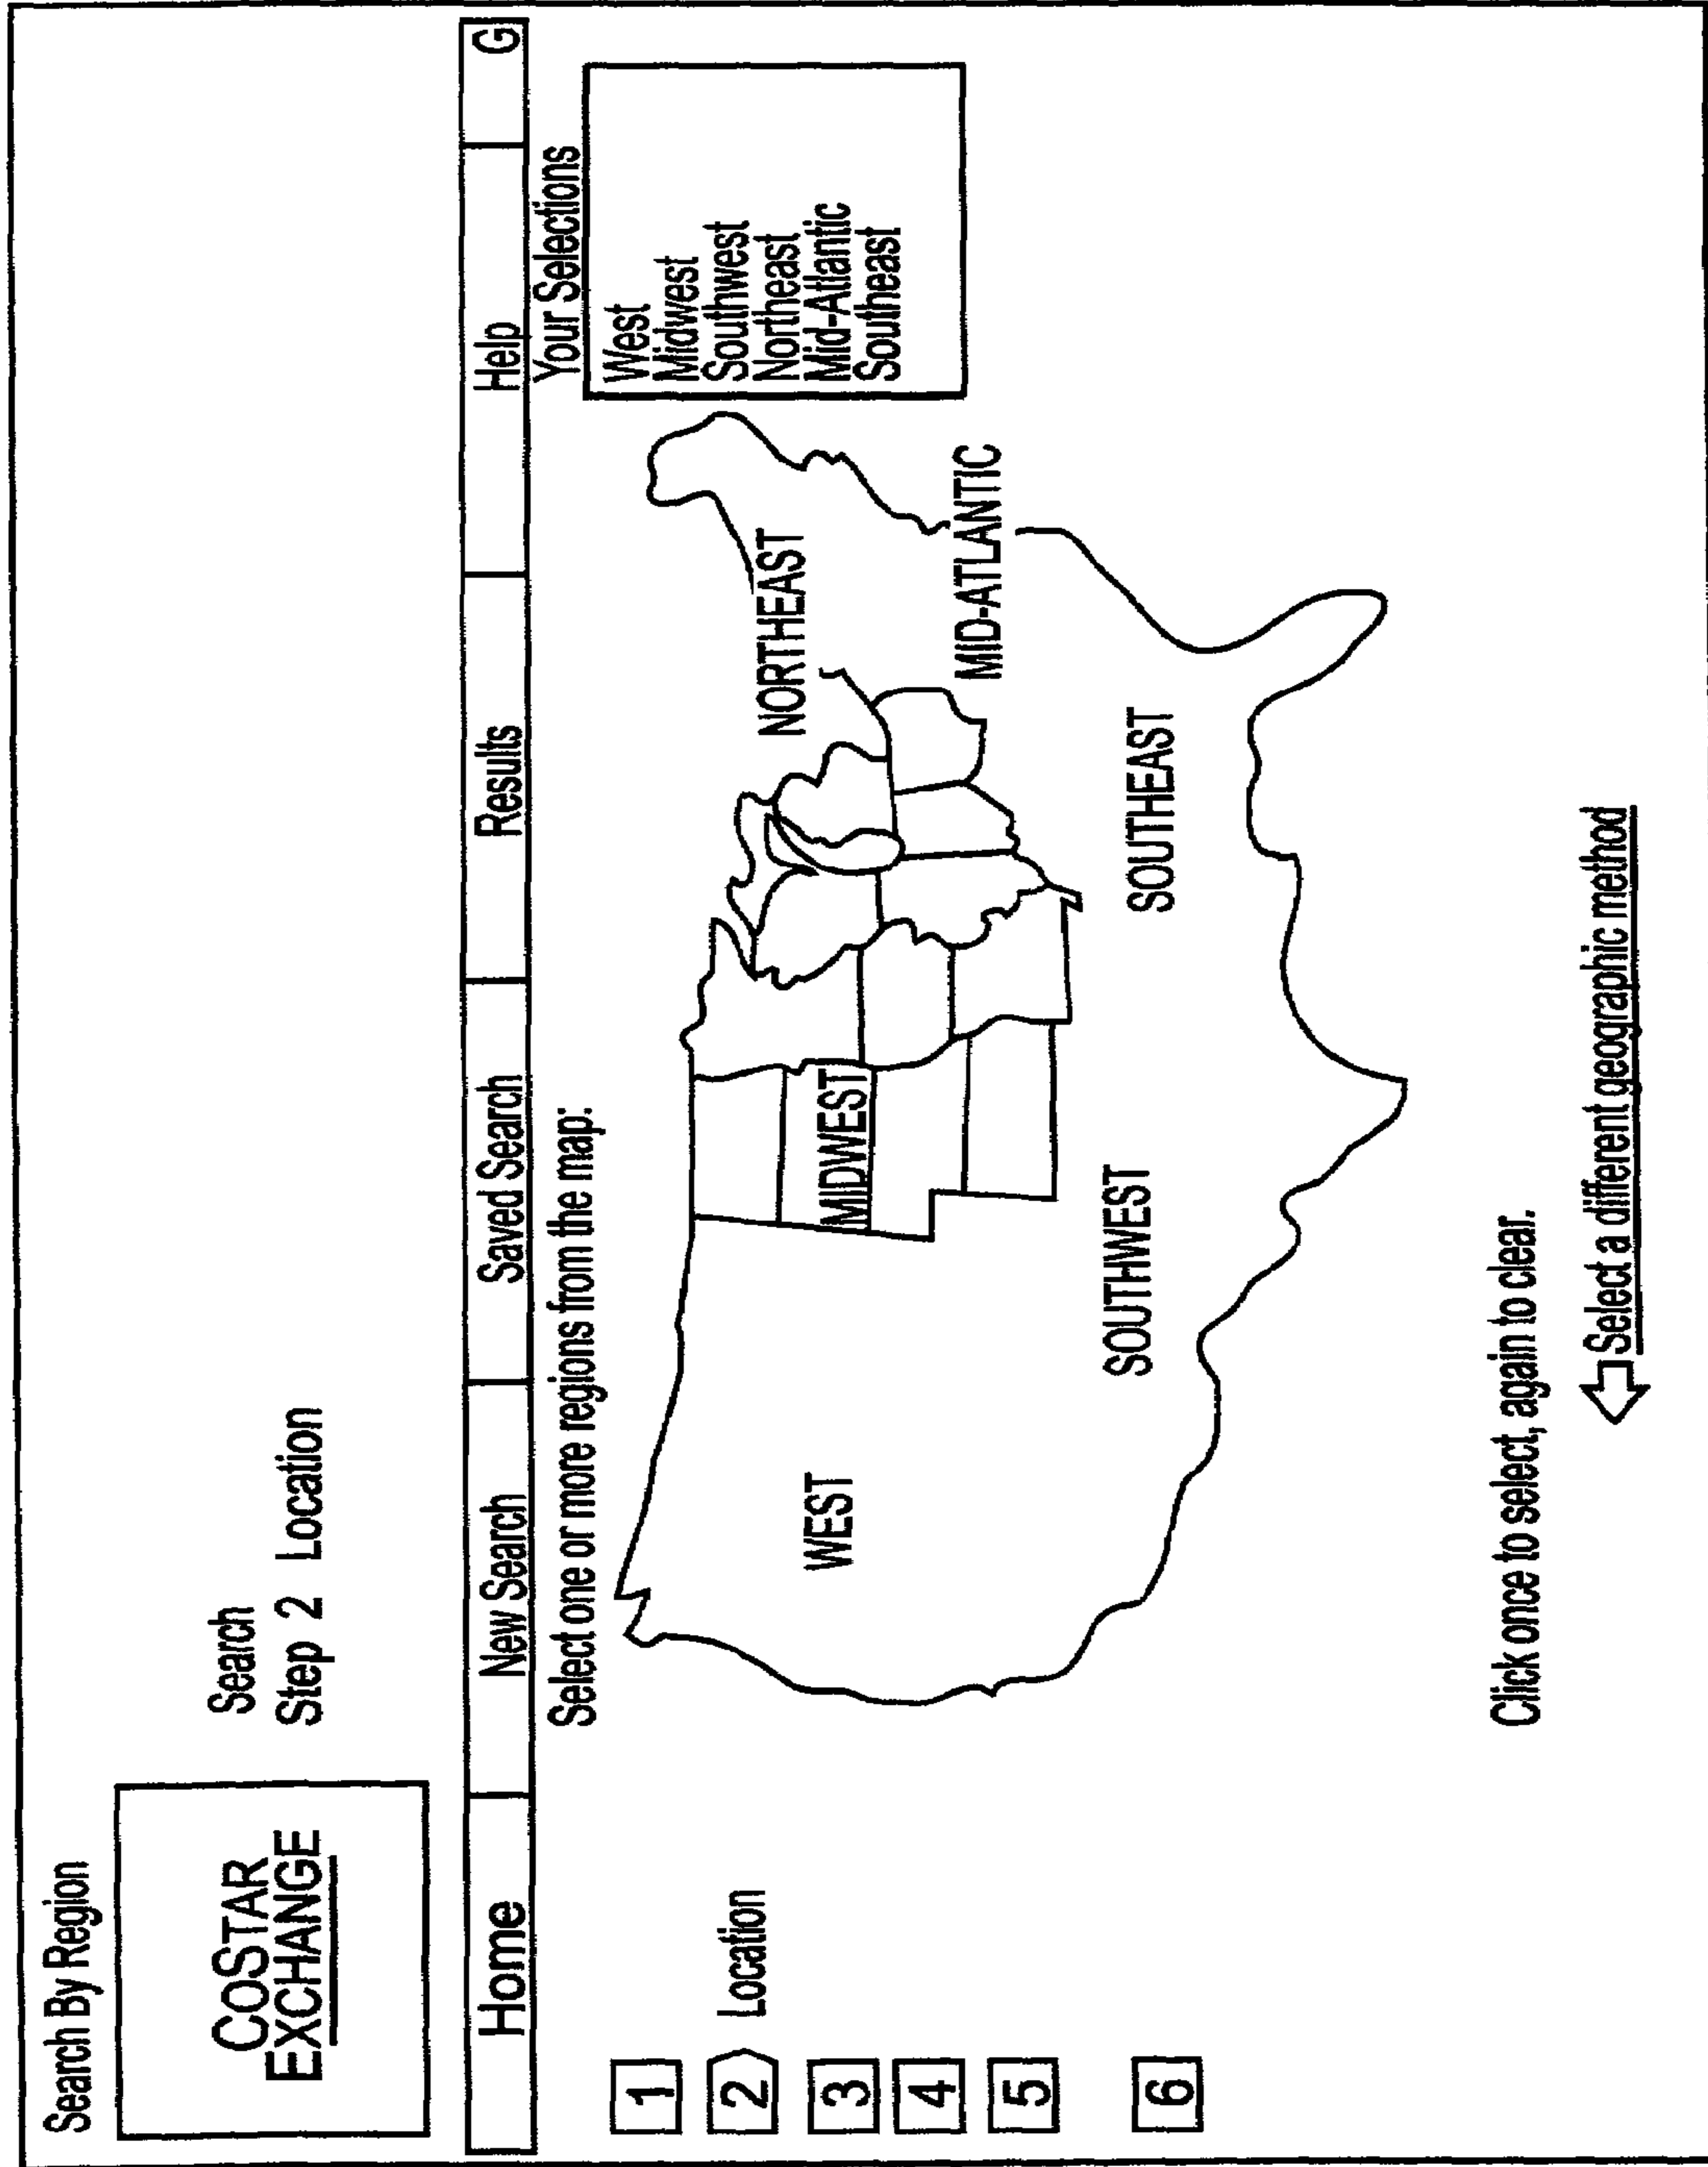 Search By Region
COSTAR
EXCHANGE
Search
Step 2 Location
Home New Search Saved Search Results Help G
Select one or more regions from the map:
Your Selections
West
Midwest
Southwest
Northeast
Mid-Atlantic
Southeast
1
2 Location
3
4
5
6
WEST
MIDWEST
NORTHEAST
MID-ATLANTIC
SOUTHWEST
SOUTHEAST
Click once to select, again to clear.
Select a different geographic method